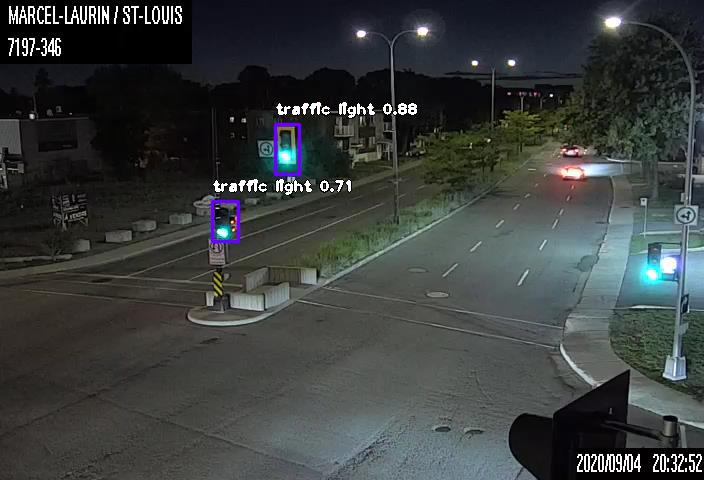 MARCEL-LAURIN / ST-LOUIS
7197-346
traffic light 0.88
traffic light 0.71
2020/09/04 20:32:52